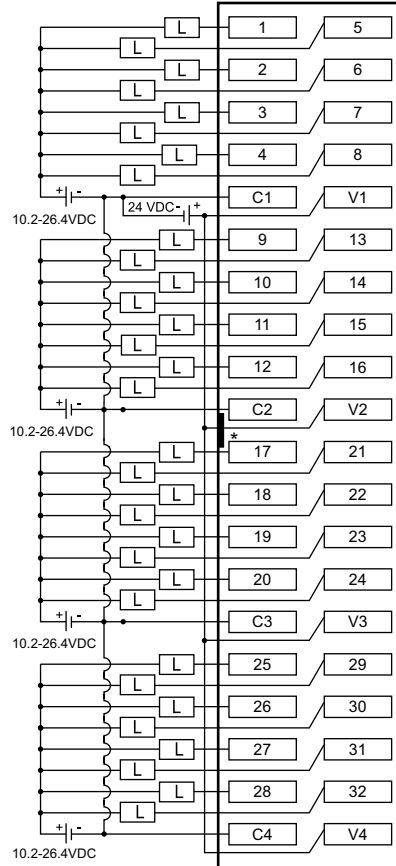 L 1 5
L
L 2 6
L
L 3 7
L
L 4 8
L
+ - C1 V1
10.2-26.4VDC 24 VDC- +
L 9 13
L
L 10 14
L
L 11 15
L
L 12 16
L
+ - C2 V2
10.2-26.4VDC
*
L 17 21
L
L 18 22
L
L 19 23
L
L 20 24
L
+ - C3 V3
10.2-26.4VDC
L 25 29
L
L 26 30
L
L 27 31
L
L 28 32
L
+ - C4 V4
10.2-26.4VDC